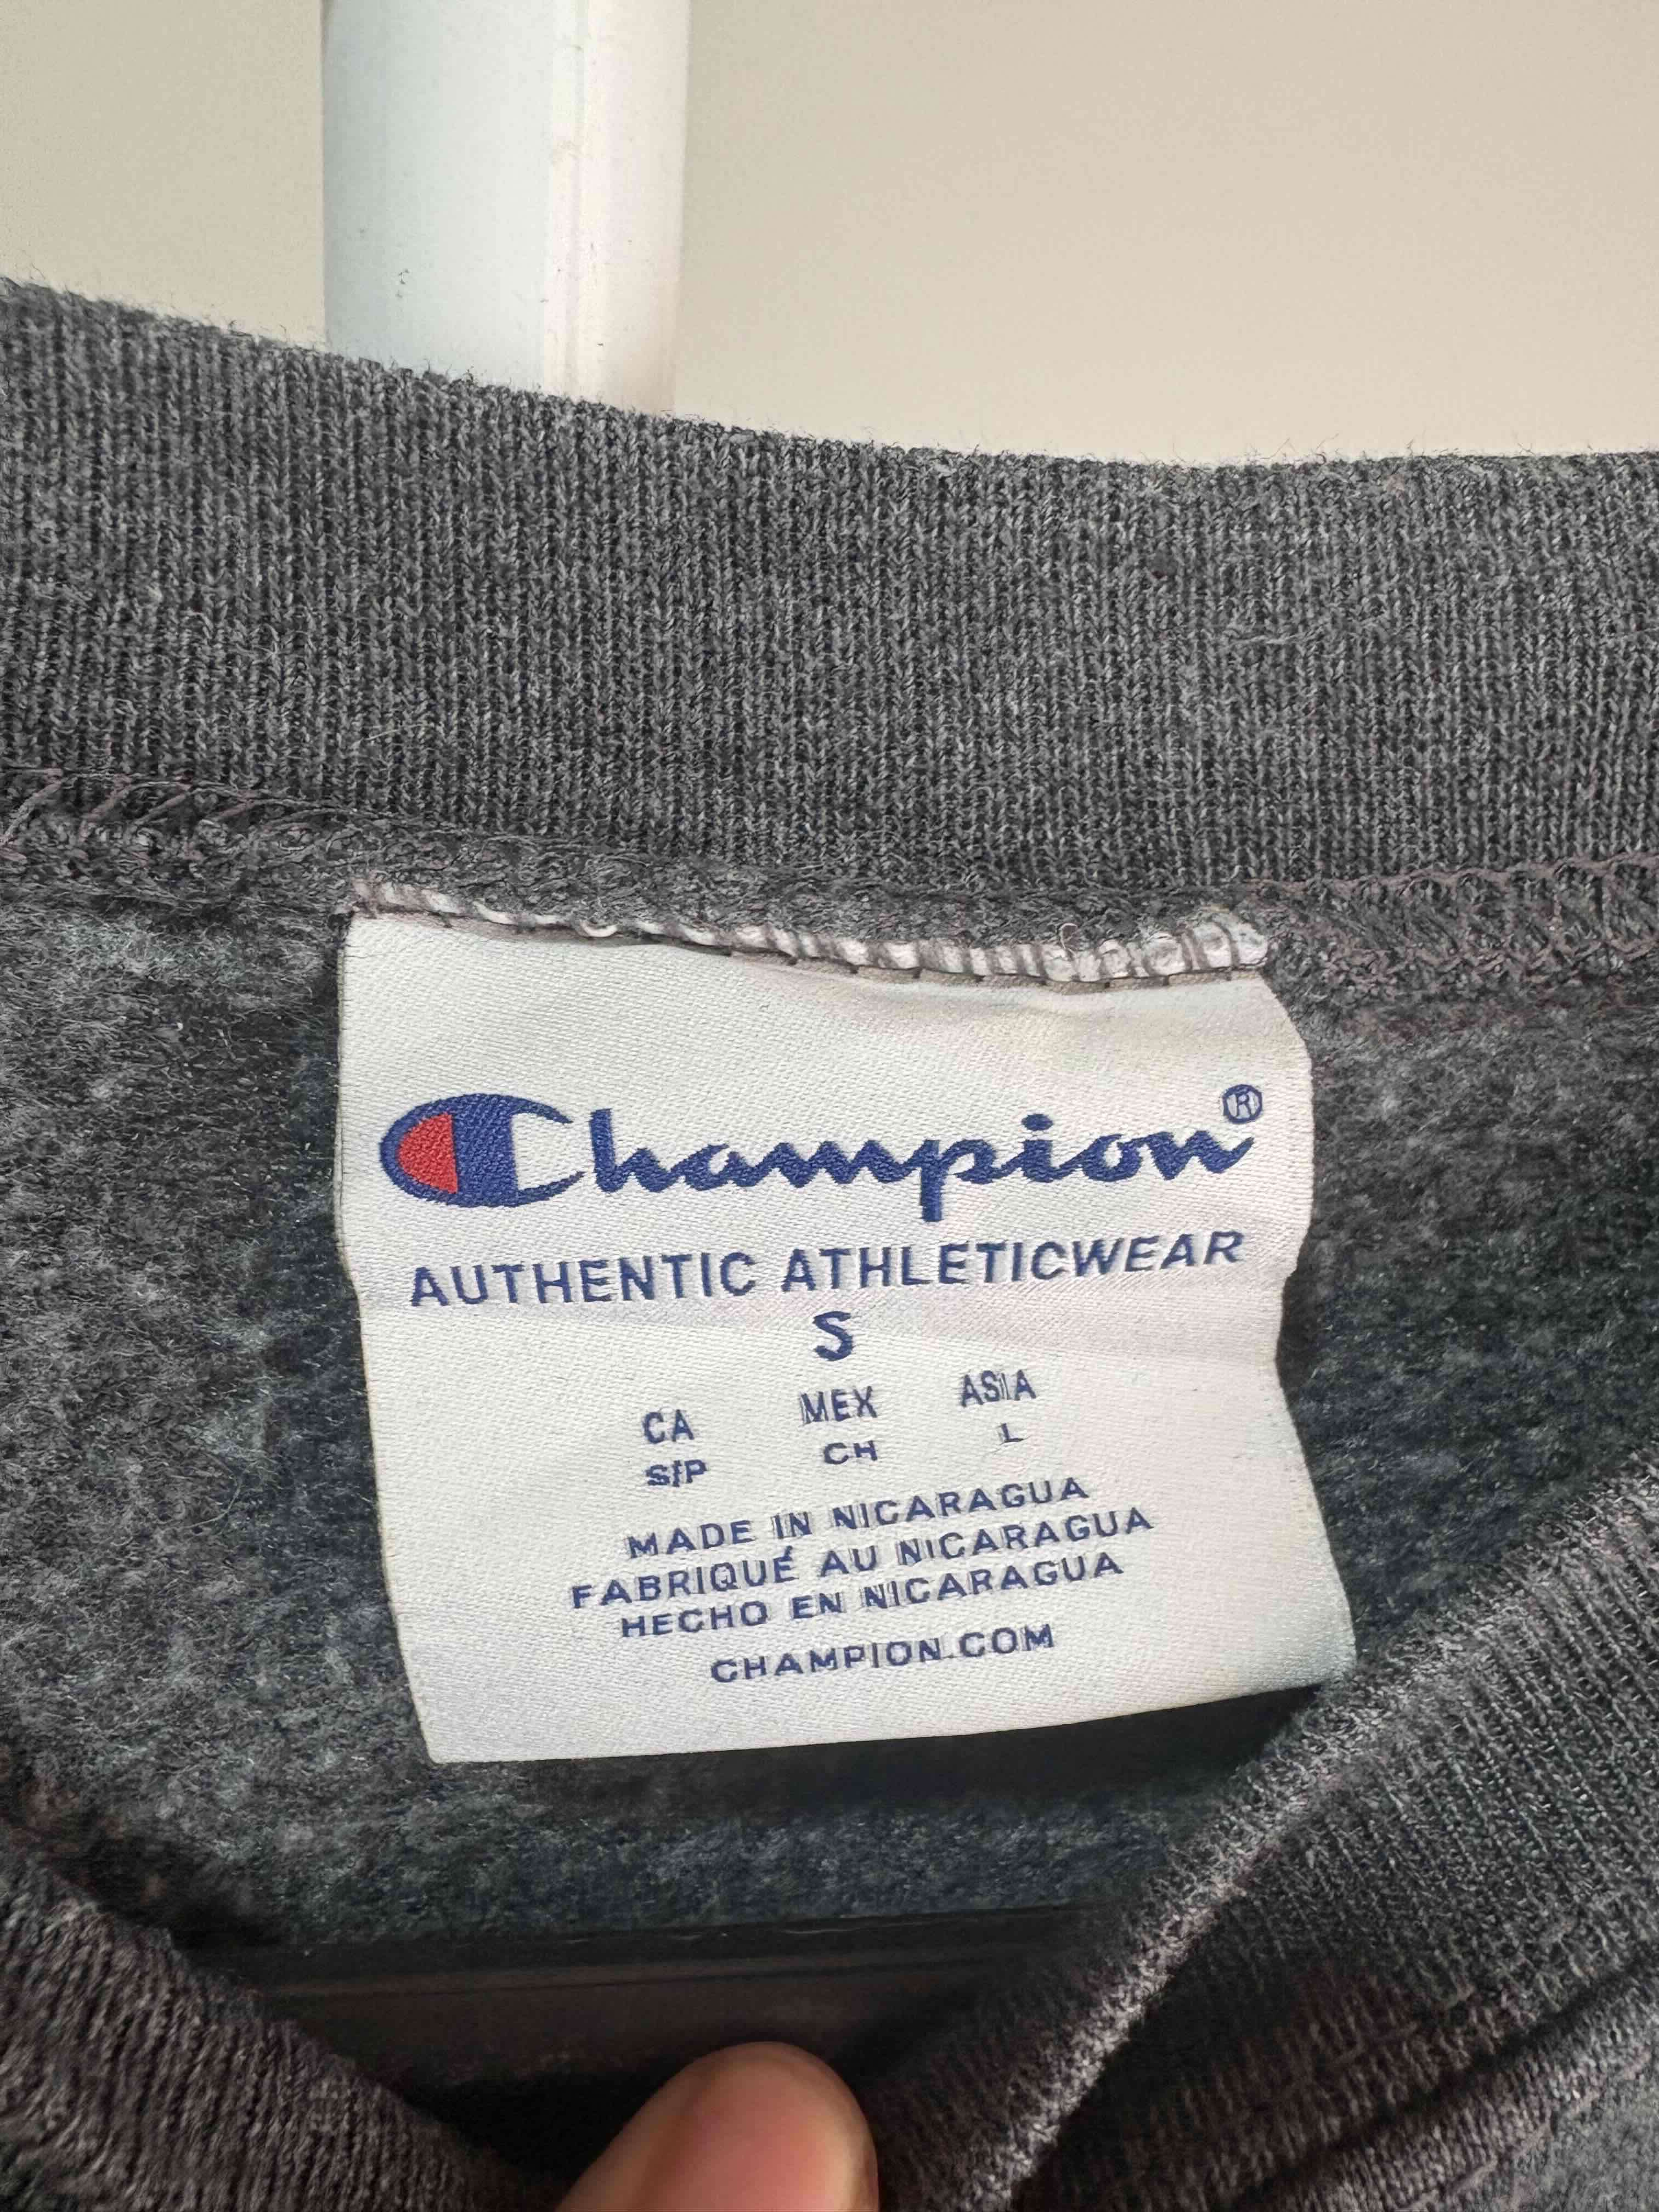 Champion®
AUTHENTIC ATHLETICWEAR
S
CA MEX ASIA
S/P CH L
MADE IN NICARAGUA
FABRIQUÉ AU NICARAGUA
HECHO EN NICARAGUA
CHAMPION.COM